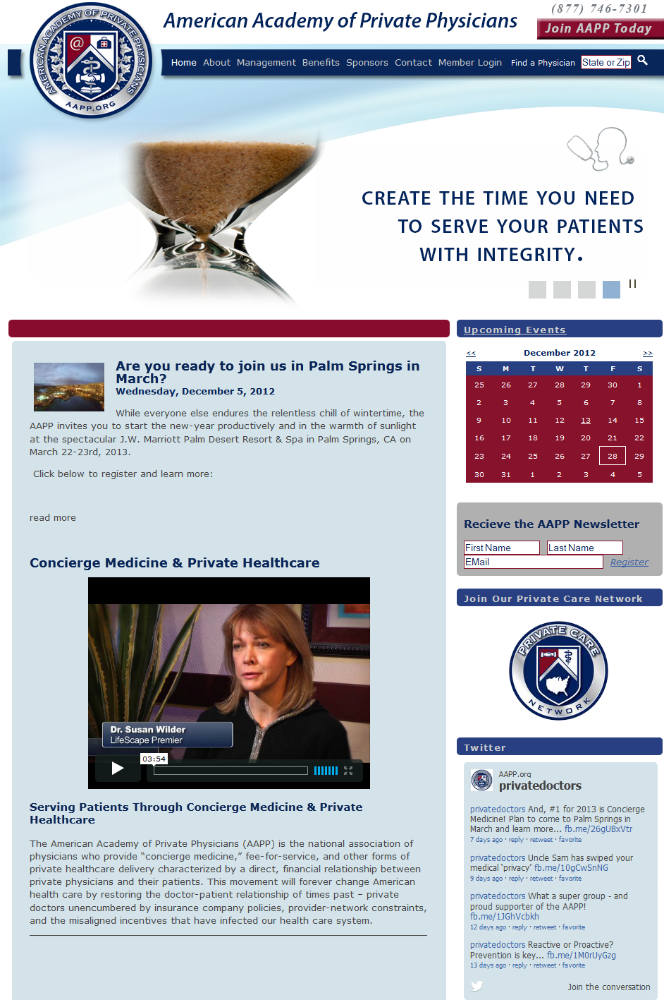 American Academy of Private Physicians
(877) 746-7301
Join AAPP Today
AMERICAN ACADEMY OF PRIVATE PHYSICIANS
@
AAPP.ORG
Home About Management Benefits Sponsors Contact Member Login Find a Physician State or Zip
CREATE THE TIME YOU NEED
TO SERVE YOUR PATIENTS
WITH INTEGRITY.
Are you ready to join us in Palm Springs in
March?
Wednesday, December 5, 2012
While everyone else endures the relentless chill of wintertime, the
AAPP invites you to start the new-year productively and in the warmth of sunlight
at the spectacular J.W. Marriott Palm Desert Resort & Spa in Palm Springs, CA on
March 22-23rd, 2013.
Click below to register and learn more:
read more
Concierge Medicine & Private Healthcare
Dr. Susan Wilder
LifeScape Premier
03:54
Serving Patients Through Concierge Medicine & Private
Healthcare
The American Academy of Private Physicians (AAPP) is the national association of
physicians who provide “concierge medicine,” fee-for-service, and other forms of
private healthcare delivery characterized by a direct, financial relationship between
private physicians and their patients. This movement will forever change American
health care by restoring the doctor-patient relationship of times past – private
doctors unencumbered by insurance company policies, provider-network constraints,
and the misaligned incentives that have infected our health care system.
Upcoming Events
<< December 2012 >>
S M T W T F S
25 26 27 28 29 30 1
2 3 4 5 6 7 8
9 10 11 12 13 14 15
16 17 18 19 20 21 22
23 24 25 26 27 28 29
30 31 1 2 3 4 5
Recieve the AAPP Newsletter
First Name Last Name
EMail Register
Join Our Private Care Network
PRIVATE CARE
NETWORK
Twitter
AAPP.org
privatedoctors
privatedoctors And, #1 for 2013 is Concierge
Medicine! Plan to come to Palm Springs in
March and learn more... fb.me/26gUBxVtr
7 days ago · reply · retweet · favorite
privatedoctors Uncle Sam has swiped your
medical ‘privacy’ fb.me/10gCwSnNG
9 days ago · reply · retweet · favorite
privatedoctors What a super group - and
proud supporter of the AAPP!
fb.me/1JGhVcbkh
12 days ago · reply · retweet · favorite
privatedoctors Reactive or Proactive?
Prevention is key... fb.me/1M0rUyGzg
13 days ago · reply · retweet · favorite
Join the conversation